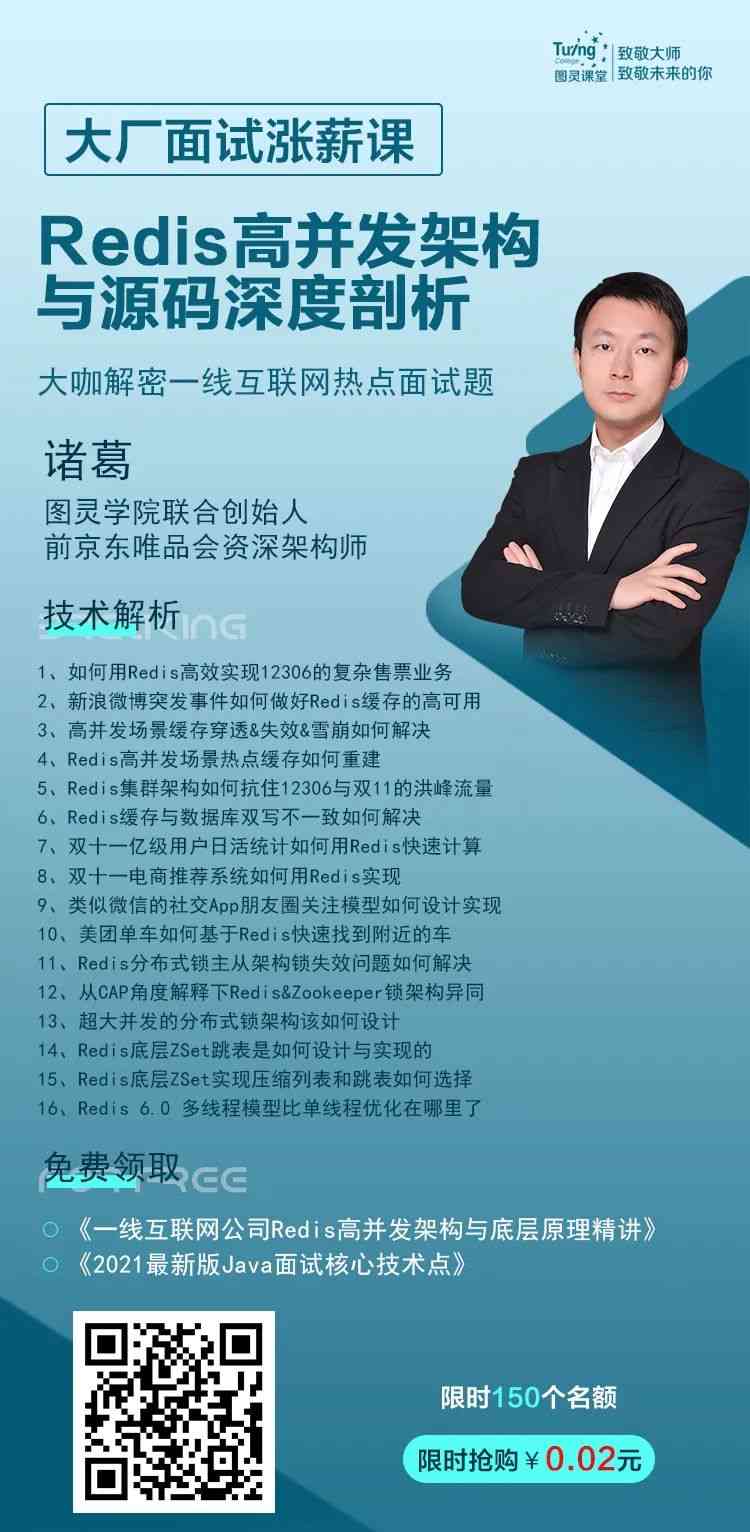 Turing
College
图灵课堂
致敬大师
致敬未来的你
大厂面试涨薪课
Redis高并发架构
与源码深度剖析
大咖解密一线互联网热点面试题
诸葛
图灵学院联合创始人
前京东唯品会资深架构师
技术解析
1、如何用Redis高效实现12306的复杂售票业务
2、新浪微博突发事件如何做好Redis缓存的高可用
3、高并发场景缓存穿透&失效&雪崩如何解决
4、Redis高并发场景热点缓存如何重建
5、Redis集群架构如何抗住12306与双11的洪峰流量
6、Redis缓存与数据库双写不一致如何解决
7、双十一亿级用户日活统计如何用Redis快速计算
8、双十一电商推荐系统如何用Redis实现
9、类似微信的社交App朋友圈关注模型如何设计实现
10、美团单车如何基于Redis快速找到附近的车
11、Redis分布式锁主从架构锁失效问题如何解决
12、从CAP角度解释下Redis&Zookeeper锁架构异同
13、超大并发的分布式锁架构该如何设计
14、Redis底层ZSet跳表是如何设计与实现的
15、Redis底层ZSet实现压缩列表和跳表如何选择
16、Redis 6.0 多线程模型比单线程优化在哪里了
免费领取
《一线互联网公司Redis高并发架构与底层原理精讲》
《2021最新版Java面试核心技术点》
限时150个名额
限时抢购￥0.02元